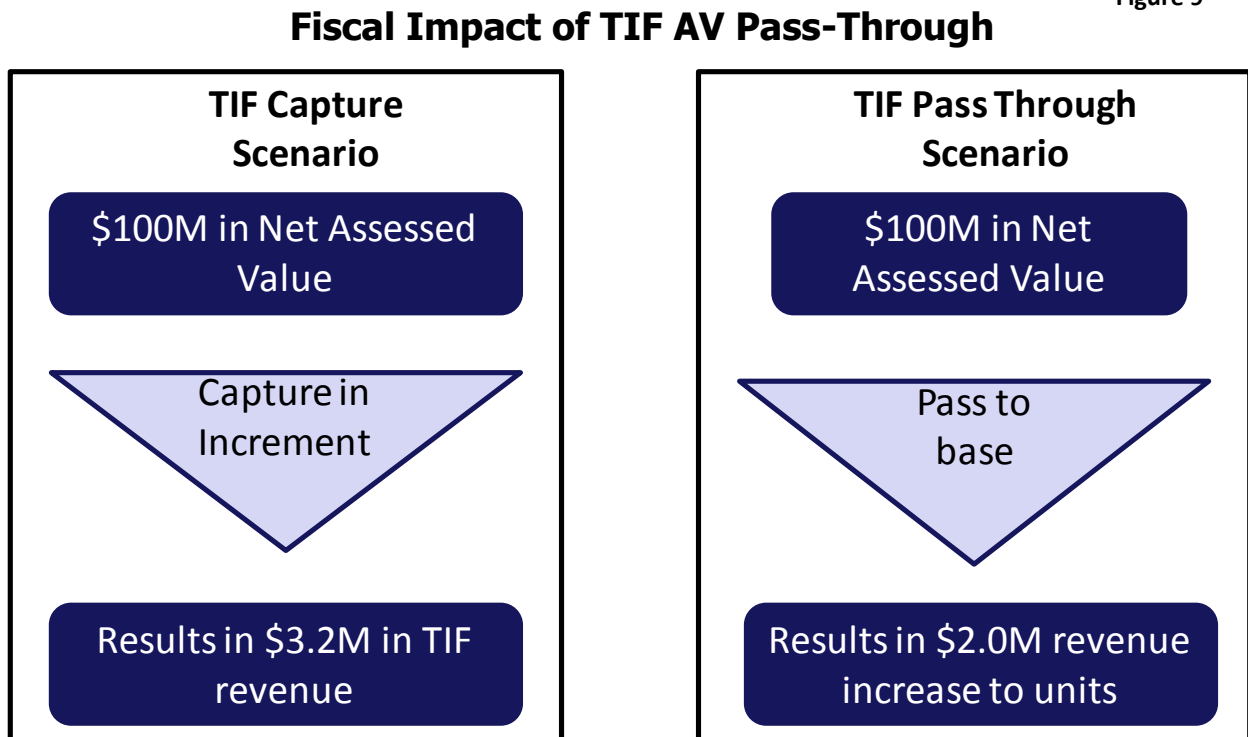 Figure 9
Fiscal Impact of TIF AV Pass-Through
TIF Capture
Scenario
$100M in Net Assessed
Value
Capture in
Increment
Results in $3.2M in TIF
revenue
TIF Pass Through
Scenario
$100M in Net
Assessed Value
Pass to
base
Results in $2.0M revenue
increase to units